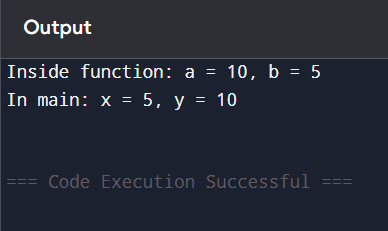 Output
Inside function: a = 10, b = 5
In main: x = 5, y = 10
=== Code Execution Successful ===